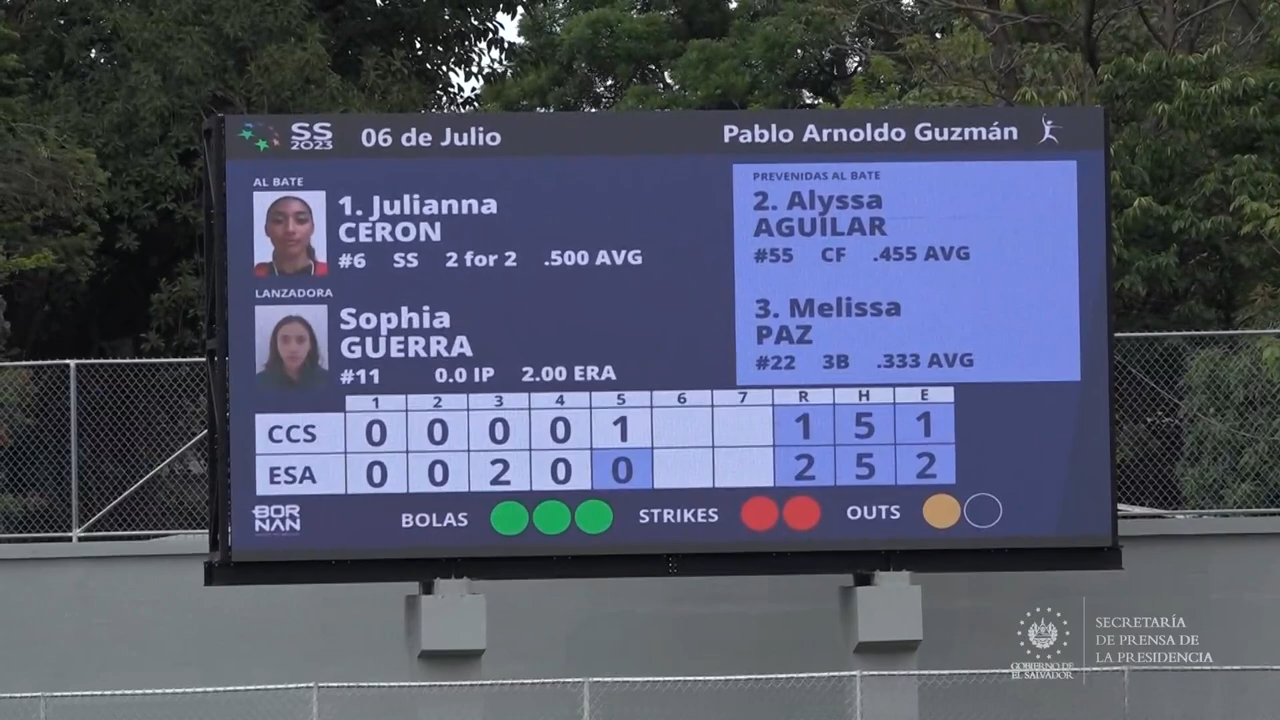 SS
2023
06 de Julio
Pablo Arnoldo Guzmán
AL BATE
1. Julianna
CERON
#6 SS 2 for 2 .500 AVG
LANZADORA
Sophia
GUERRA
#11 0.0 IP 2.00 ERA
PREVENIDAS AL BATE
2. Alyssa
AGUILAR
#55 CF .455 AVG
3. Melissa
PAZ
#22 3B .333 AVG
1 2 3 4 5 6 7 R H E
CCS 0 0 0 0 1 1 5 1
ESA 0 0 2 0 0 2 5 2
BOR
NAN
BOLAS STRIKES OUTS
GOBIERNO DE
EL SALVADOR
SECRETARÍA
DE PRENSA DE
LA PRESIDENCIA